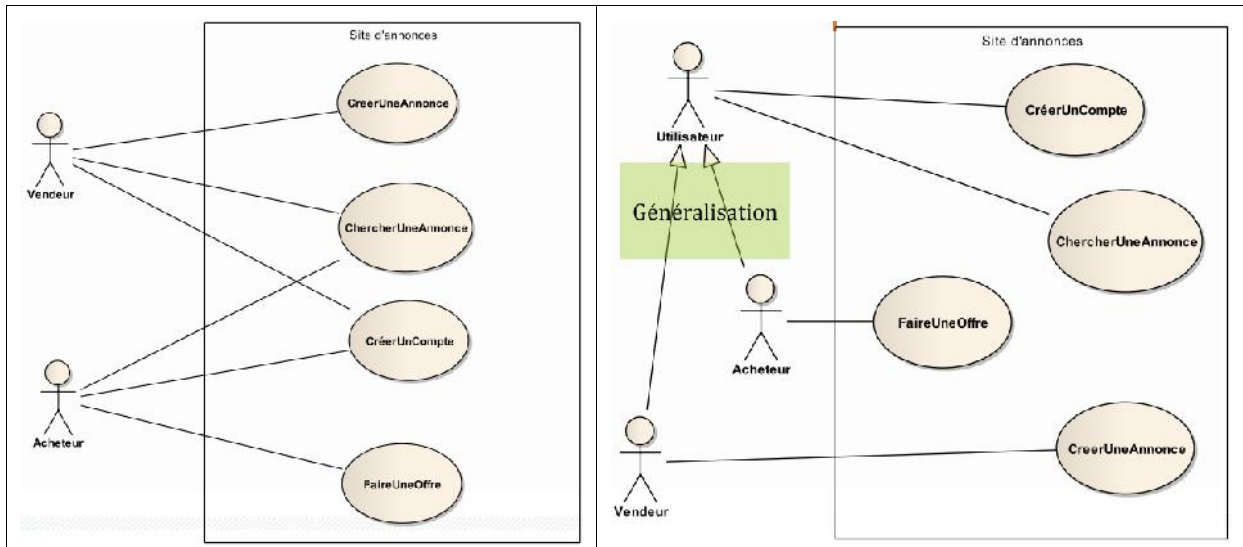 Site d'annonces
CreerUneAnnonce
Vendeur
ChercherUneAnnonce
CréerUnCompte
Acheteur
FaireUneOffre
Site d'annonces
CréerUnCompte
Utilisateur
Généralisation
ChercherUneAnnonce
FaireUneOffre
Acheteur
CreerUneAnnonce
Vendeur